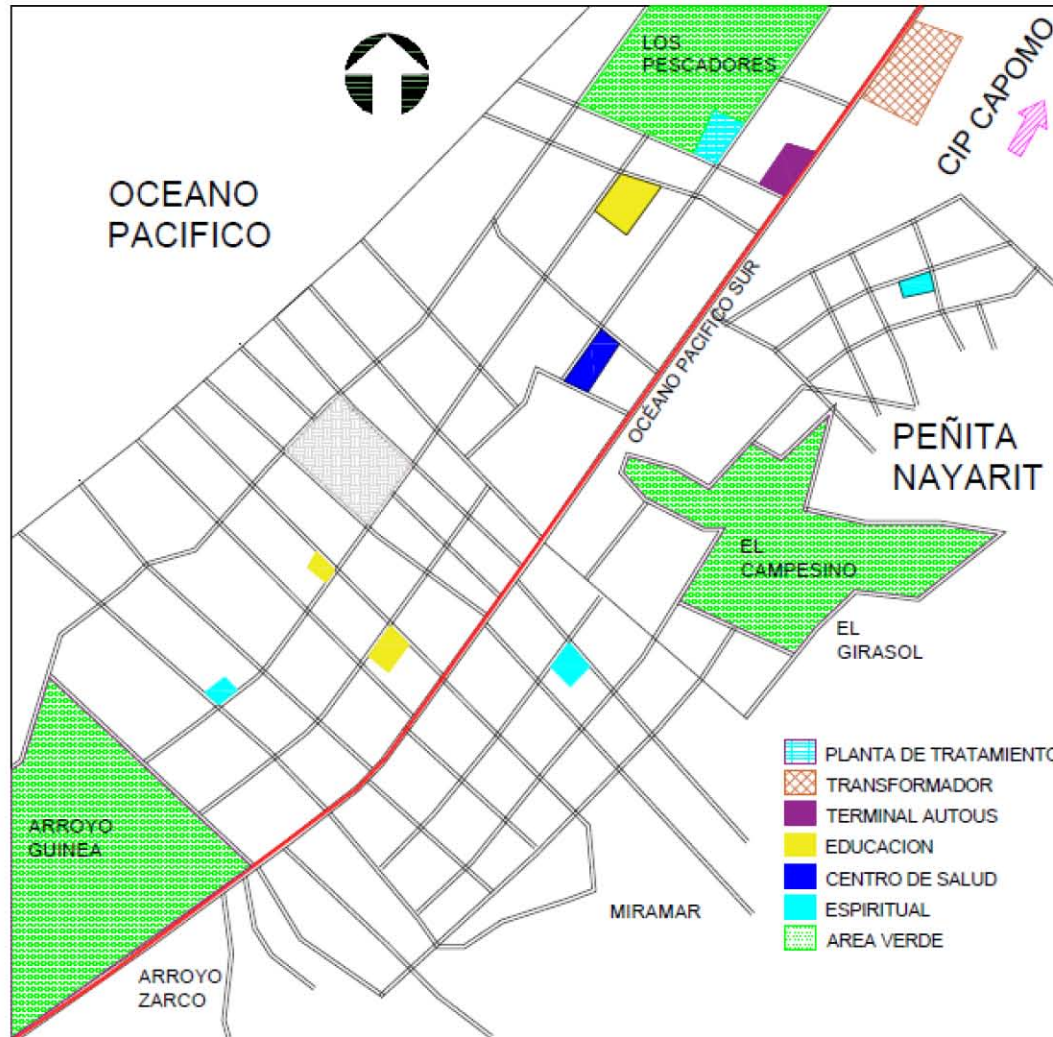 LOS
PESCADORES
CIP CAPOMO
OCEANO
PACIFICO
OCÉANO PACIFICO SUR
PEÑITA
NAYARIT
EL
CAMPESINO
EL
GIRASOL
PLANTA DE TRATAMIENTO
TRANSFORMADOR
TERMINAL AUTOUS
EDUCACION
CENTRO DE SALUD
ESPIRITUAL
AREA VERDE
ARROYO
GUINEA
MIRAMAR
ARROYO
ZARCO